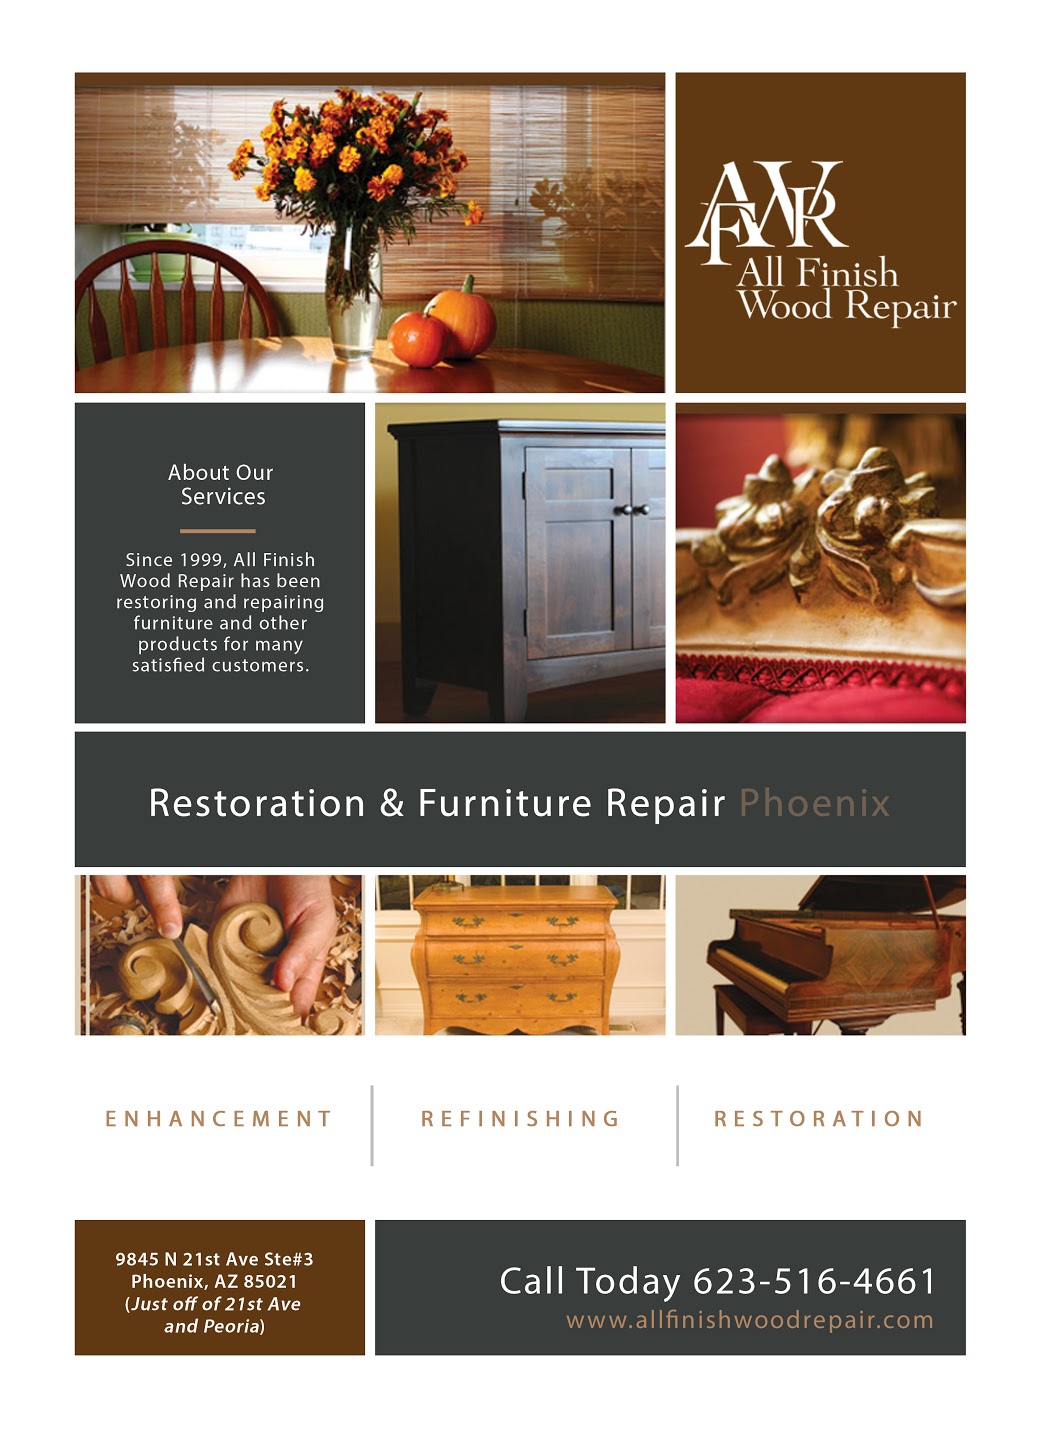 AFWR
All Finish
Wood Repair
About Our
Services
Since 1999, All Finish
Wood Repair has been
restoring and repairing
furniture and other
products for many
satisfied customers.
Restoration & Furniture Repair Phoenix
ENHANCEMENT
REFINISHING
RESTORATION
9845 N 21st Ave Ste#3
Phoenix, AZ 85021
(Just off of 21st Ave
and Peoria)
Call Today 623-516-4661
www.allfinishwoodrepair.com